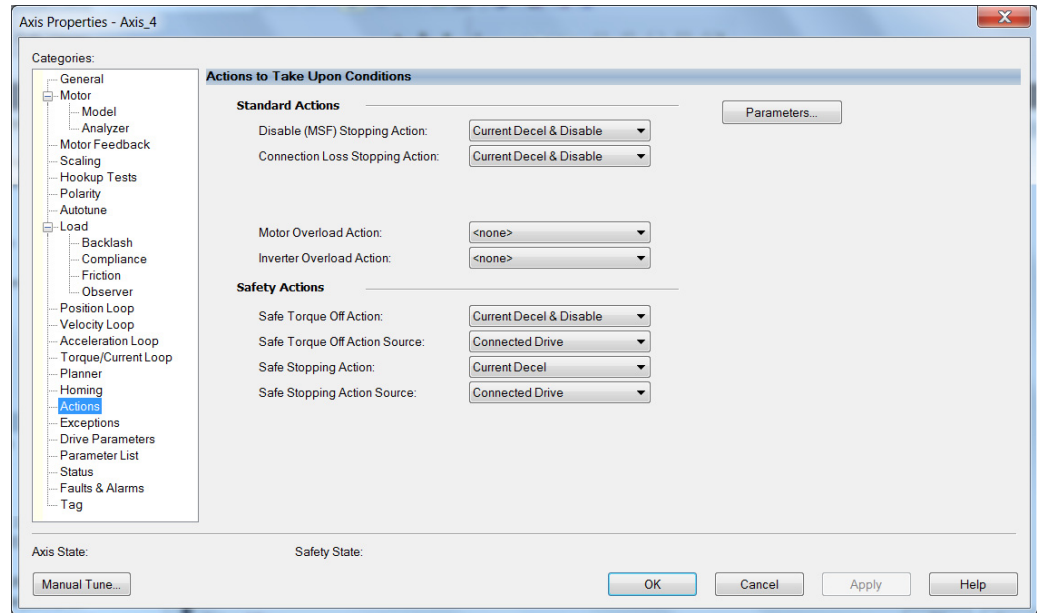 Axis Properties - Axis_4
X
Categories:
General
Motor
Model
Analyzer
Motor Feedback
Scaling
Hookup Tests
Polarity
Autotune
Load
Backlash
Compliance
Friction
Observer
Position Loop
Velocity Loop
Acceleration Loop
Torque/Current Loop
Planner
Homing
Actions
Exceptions
Drive Parameters
Parameter List
Status
Faults & Alarms
Tag
Actions to Take Upon Conditions
Standard Actions
Parameters...
Disable (MSF) Stopping Action: Current Decel & Disable
Connection Loss Stopping Action: Current Decel & Disable
Motor Overload Action: <none>
Inverter Overload Action: <none>
Safety Actions
Safe Torque Off Action: Current Decel & Disable
Safe Torque Off Action Source: Connected Drive
Safe Stopping Action: Current Decel
Safe Stopping Action Source: Connected Drive
Axis State: Safety State:
Manual Tune... OK Cancel Apply Help